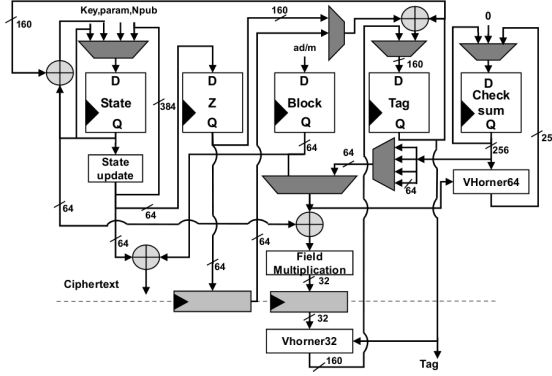 Key,param,Npub
160
160
0
ad/m
160
D
State
Q
D
Z
Q
D
Block
Q
D
Tag
Q
D
Check
sum
Q
384
256
25
64
64
State
update
64
VHorner64
64
64
64
64
64
Field
Multiplication
Ciphertext
32
32
Vhorner32
160
Tag